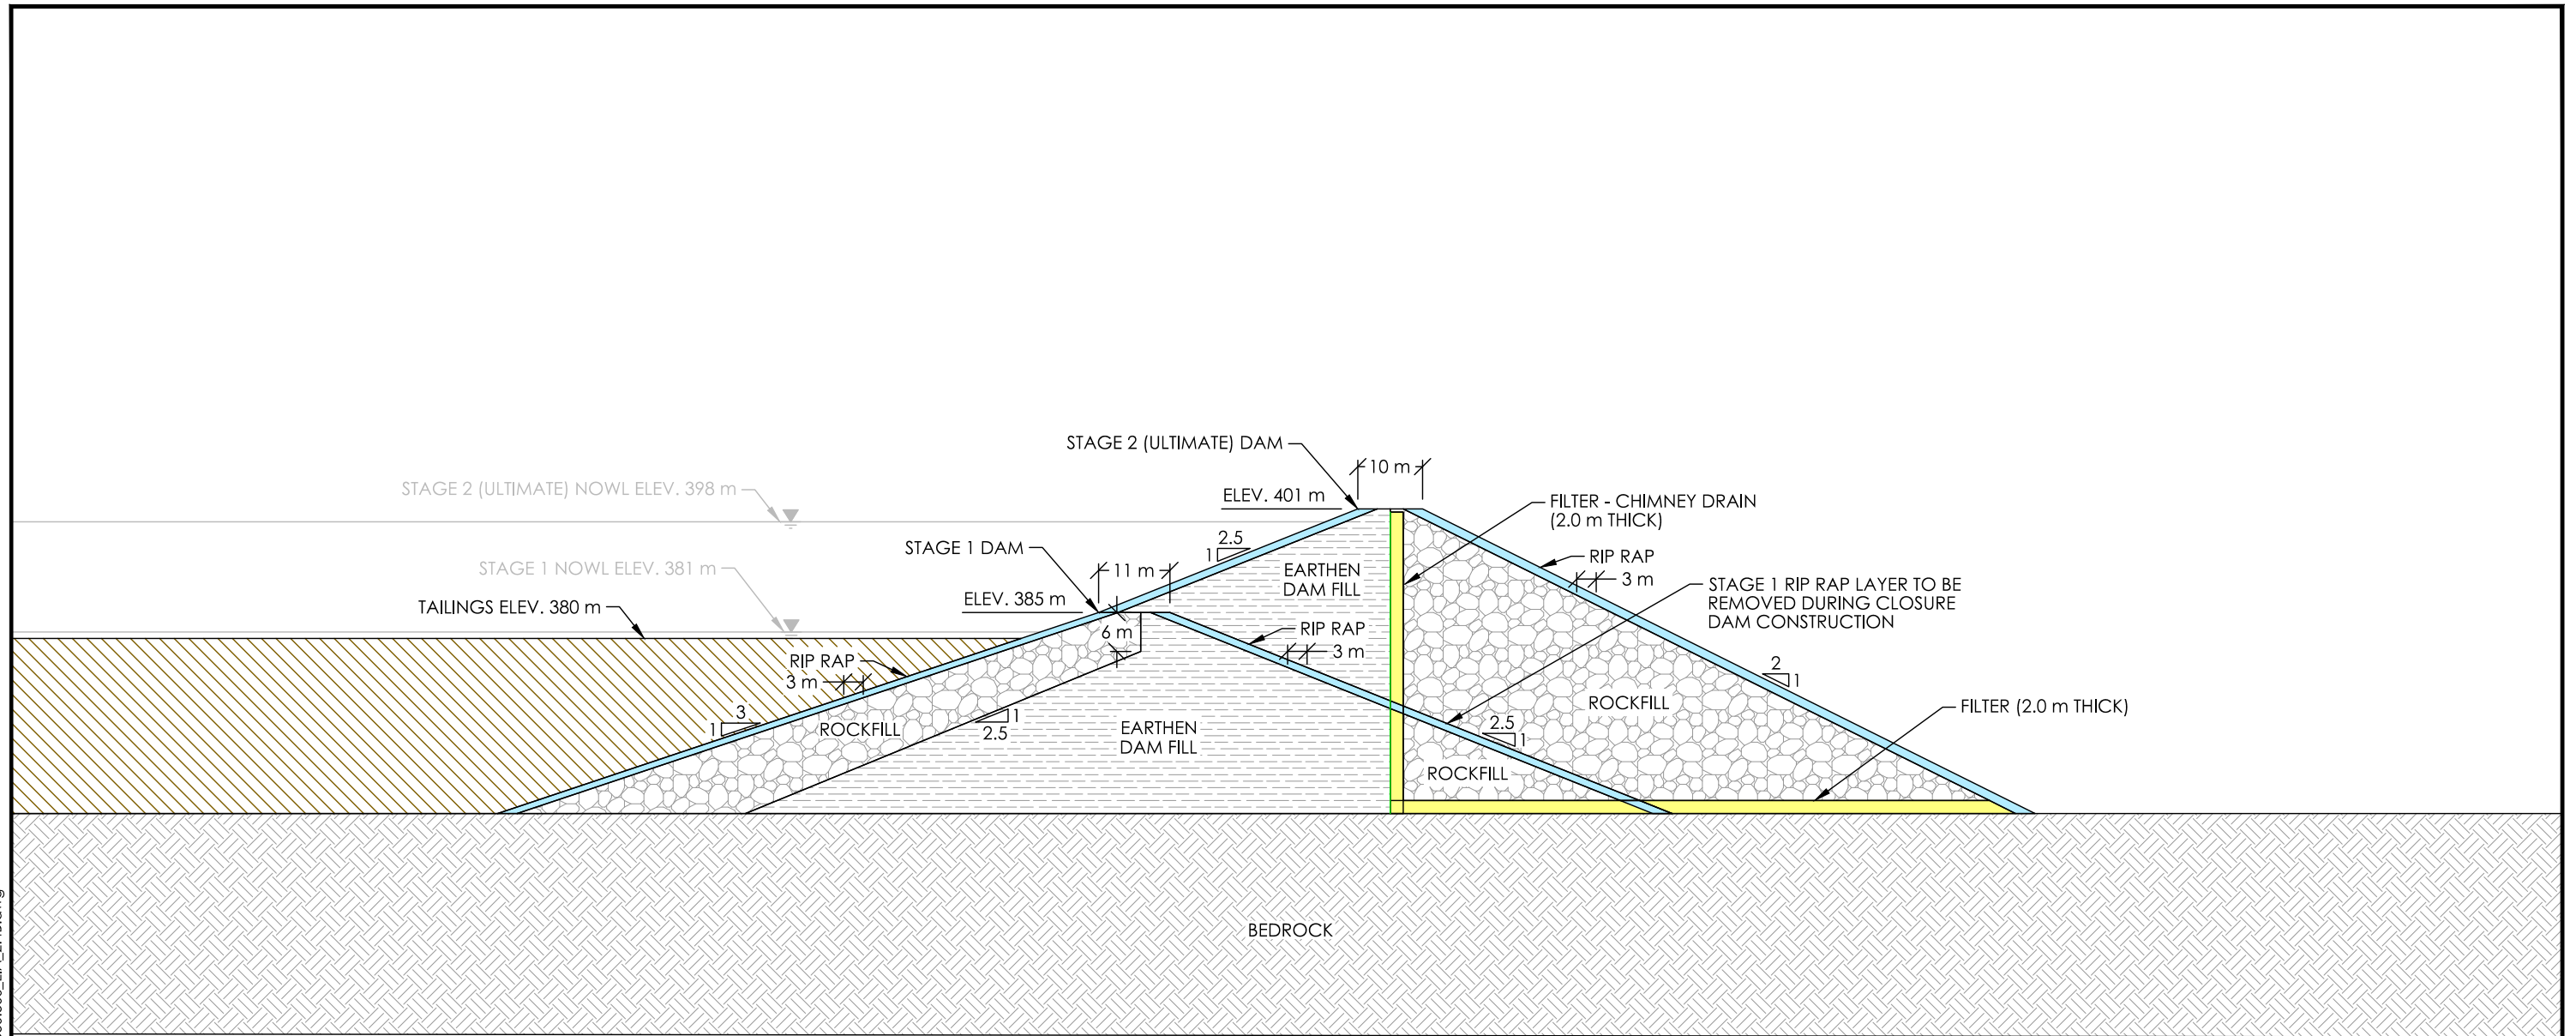 STAGE 2 (ULTIMATE) DAM
10 m
STAGE 2 (ULTIMATE) NOWL ELEV. 398 m
ELEV. 401 m
FILTER - CHIMNEY DRAIN
(2.0 m THICK)
2.5
1
STAGE 1 DAM
RIP RAP
3 m
STAGE 1 NOWL ELEV. 381 m
11 m
EARTHEN
DAM FILL
STAGE 1 RIP RAP LAYER TO BE
REMOVED DURING CLOSURE
DAM CONSTRUCTION
TAILINGS ELEV. 380 m
ELEV. 385 m
6 m
RIP RAP
3 m
RIP RAP
3 m
2
1
3
1
ROCKFILL
2.5
1
EARTHEN
DAM FILL
2.5
1
ROCKFILL
FILTER (2.0 m THICK)
ROCKFILL
BEDROCK